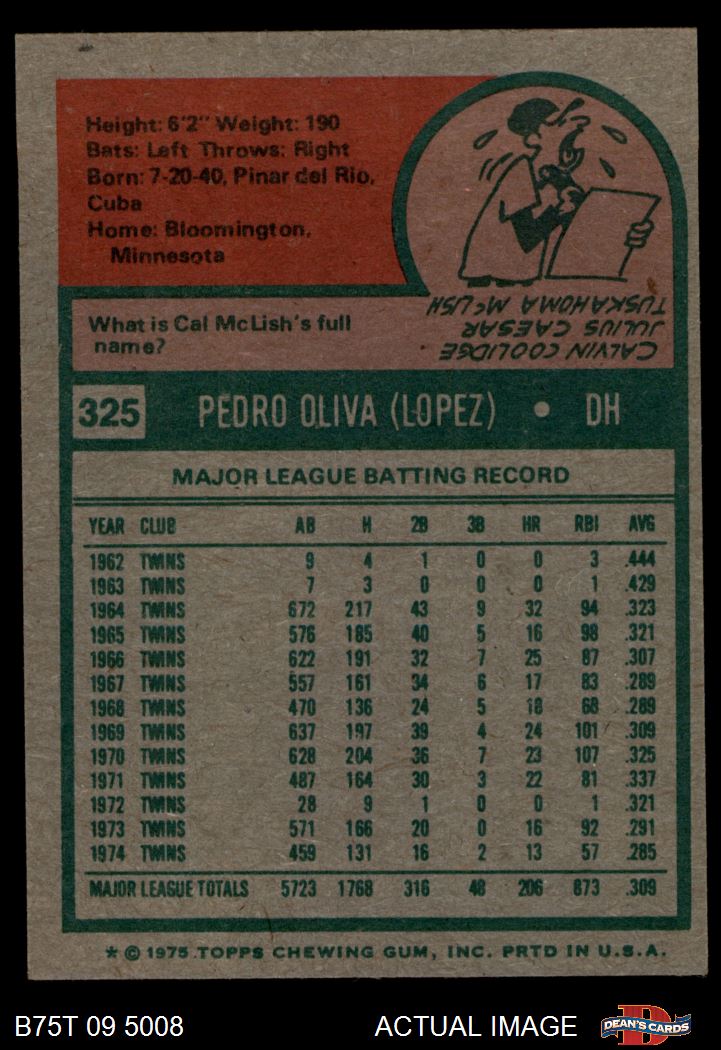 Height: 6'2" Weight: 190
Bats: Left Throws: Right
Born: 7-20-40, Pinar del Rio,
Cuba
Home: Bloomington,
Minnesota
What is Cal McLish's full
name?
CALVIN COOLIDGE
JULIUS CAESAR
TUSKAHOMA McLISH
325 PEDRO OLIVA (LOPEZ) • DH
MAJOR LEAGUE BATTING RECORD
YEAR CLUB AB H 2B 3B HR RBI AVG
1962 TWINS 9 4 1 0 0 3 .444
1963 TWINS 7 3 0 0 0 1 .429
1964 TWINS 672 217 43 9 32 94 .323
1965 TWINS 576 185 40 5 16 98 .321
1966 TWINS 622 191 32 7 25 87 .307
1967 TWINS 557 161 34 6 17 83 .289
1968 TWINS 470 136 24 5 18 68 .289
1969 TWINS 637 197 39 4 24 101 .309
1970 TWINS 628 204 36 7 23 107 .325
1971 TWINS 487 164 30 3 22 81 .337
1972 TWINS 28 9 1 0 0 1 .321
1973 TWINS 571 166 20 0 16 92 .291
1974 TWINS 459 131 16 2 13 57 .285
MAJOR LEAGUE TOTALS 5723 1768 316 48 206 873 .309
* © 1975 TOPPS CHEWING GUM, INC. PRTD IN U.S.A.
B75T 09 5008 ACTUAL IMAGE DEAN'S CARDS